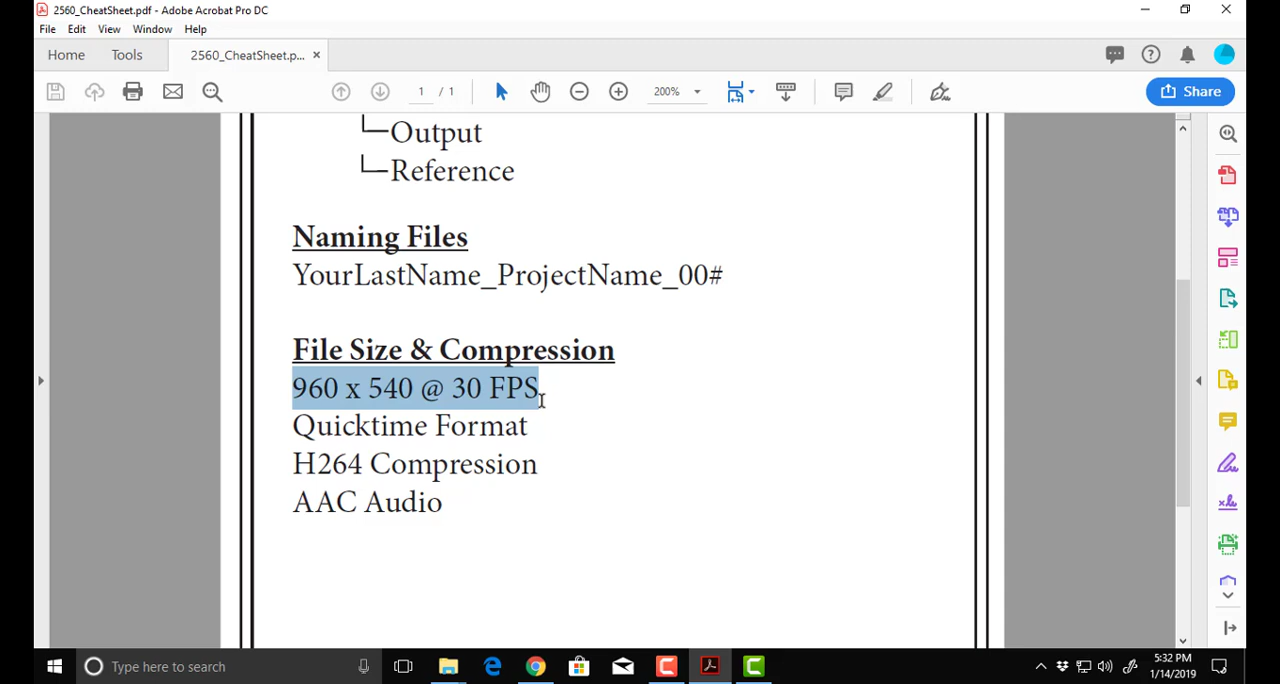 2560_CheatSheet.pdf - Adobe Acrobat Pro DC
File Edit View Window Help
Home Tools 2560_CheatSheet.p... ×
1 / 1 200% Share
Output
Reference
Naming Files
YourLastName_ProjectName_00#
File Size & Compression
960 x 540 @ 30 FPS
Quicktime Format
H264 Compression
AAC Audio
Type here to search
5:32 PM
1/14/2019